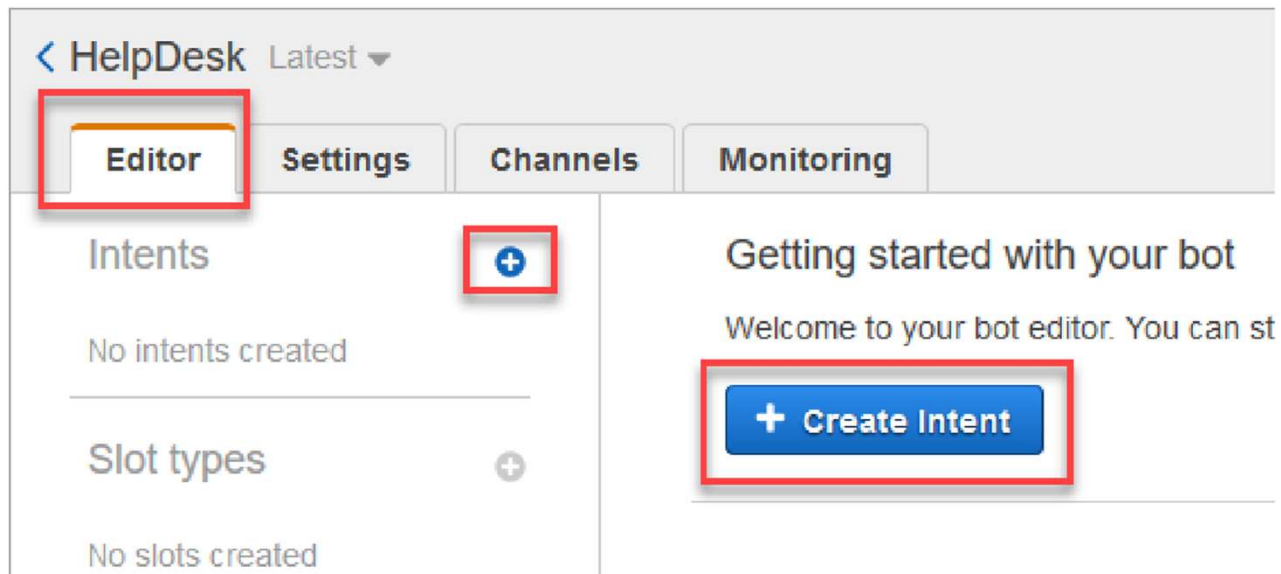 HelpDesk Latest
Editor Settings Channels Monitoring
Intents
No intents created
Slot types
No slots created
Getting started with your bot
Welcome to your bot editor. You can st
+ Create Intent